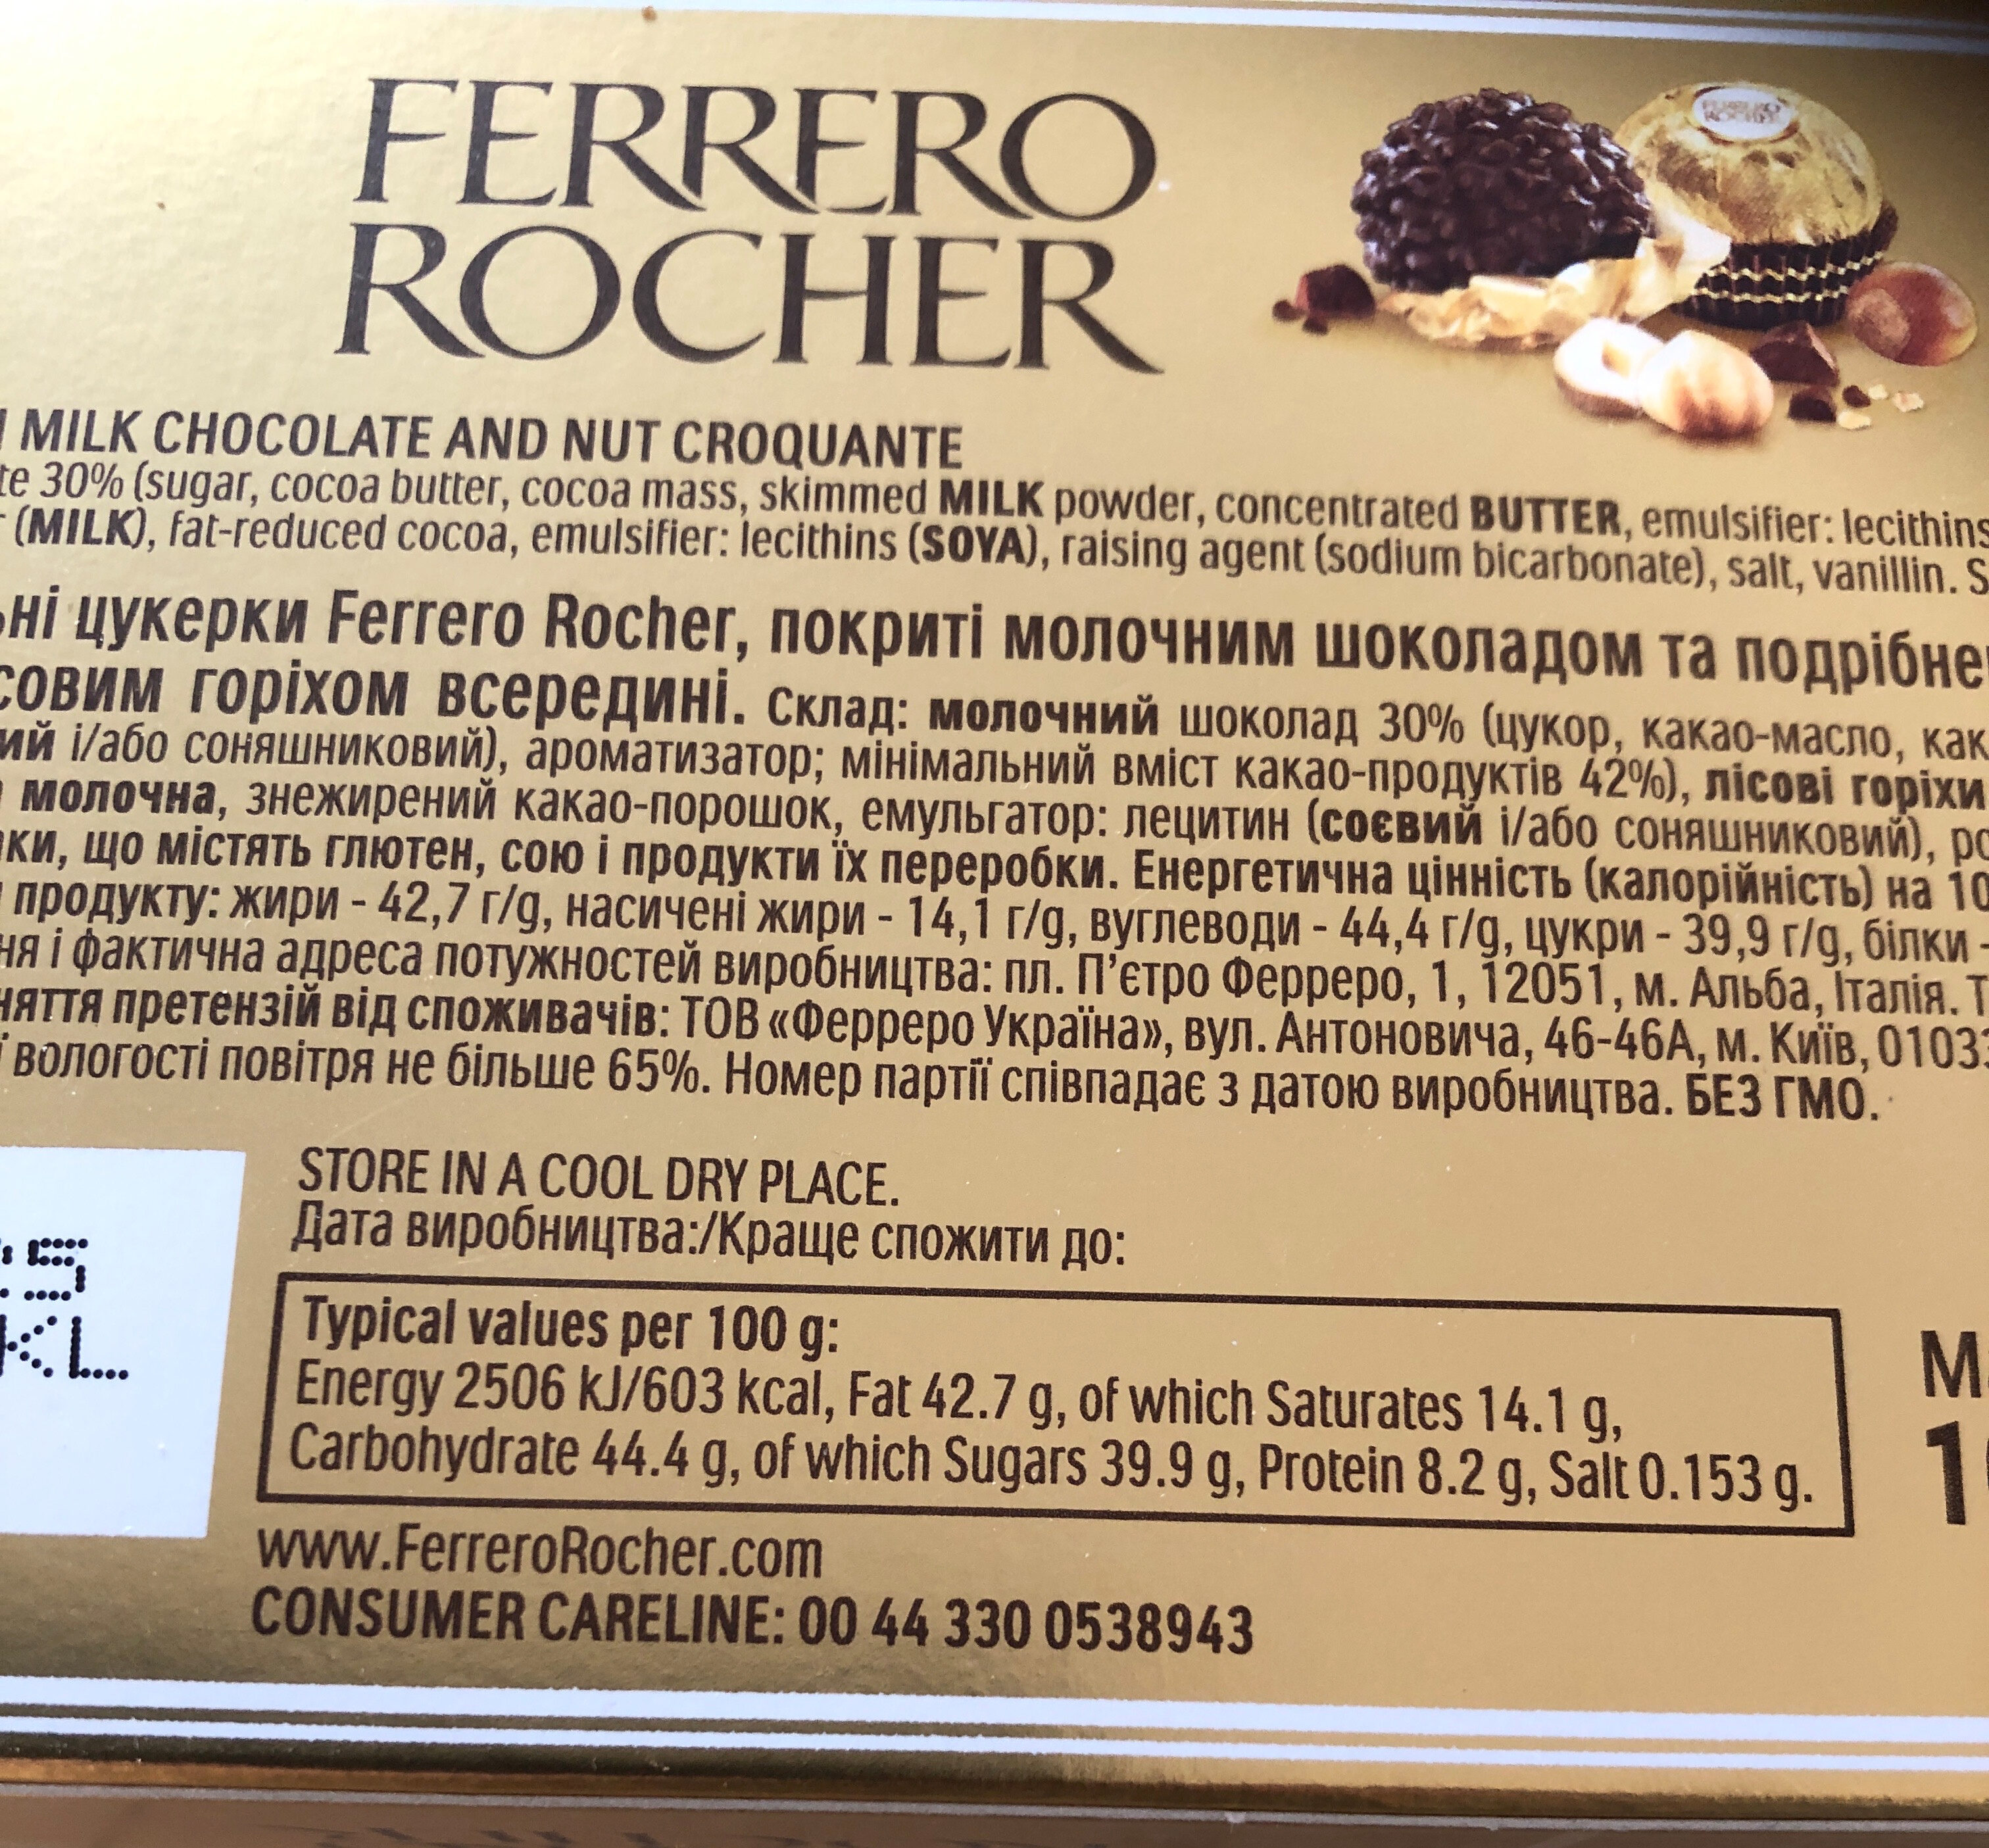 FERRERO
ROCHER
MILK CHOCOLATE AND NUT CROQUANTE
30% (sugar, cocoa butter, cocoa mass, skimmed MILK powder, concentrated BUTTER, emulsifier: lecithins
(MILK), fat-reduced cocoa, emulsifier: lecithins (SOYA), raising agent (sodium bicarbonate), salt, vanillin.
цукерки Ferrero Rocher, покриті молочним шоколадом та
горіхом всередині. Склад: молочний шоколад 30% (цукор, какао-масло,
і/або соняшниковий), ароматизатор; мінімальний вміст какао-продуктів 42%), лісові горіхи
молочна, знежирений какао-порошок, емульгатор: лецитин (соєвий і/або соняшниковий),
що містять глютен, сою і продукти їх переробки. Енергетична цінність (калорійність) на
продукту: жири - 42,7 г/g, насичені жири - 14,1 г/g, вуглеводи - 44,4 г/g, цукри - 39,9 г/g, білки -
і фактична адреса потужностей виробництва: пл. П'єтро Ферреро, 1, 12051, м. Альба, Італія.
претензій від споживачів: ТОВ «Ферреро Україна», вул. Антоновича, 46-46А, м. Київ,
вологості повітря не більше 65%. Номер партії співпадає з датою виробництва. БЕЗ ГМО.
STORE IN A COOL DRY PLACE.
Дата виробництва:/Краще спожити до:
Typical values per 100 g:
Energy 2506 kJ/603 kcal, Fat 42.7 g, of which Saturates 14.1 g,
Carbohydrate 44.4 g, of which Sugars 39.9 g, Protein 8.2 g, Salt 0.153 g.
www.FerreroRocher.com
CONSUMER CARELINE: 00 44 330 0538943